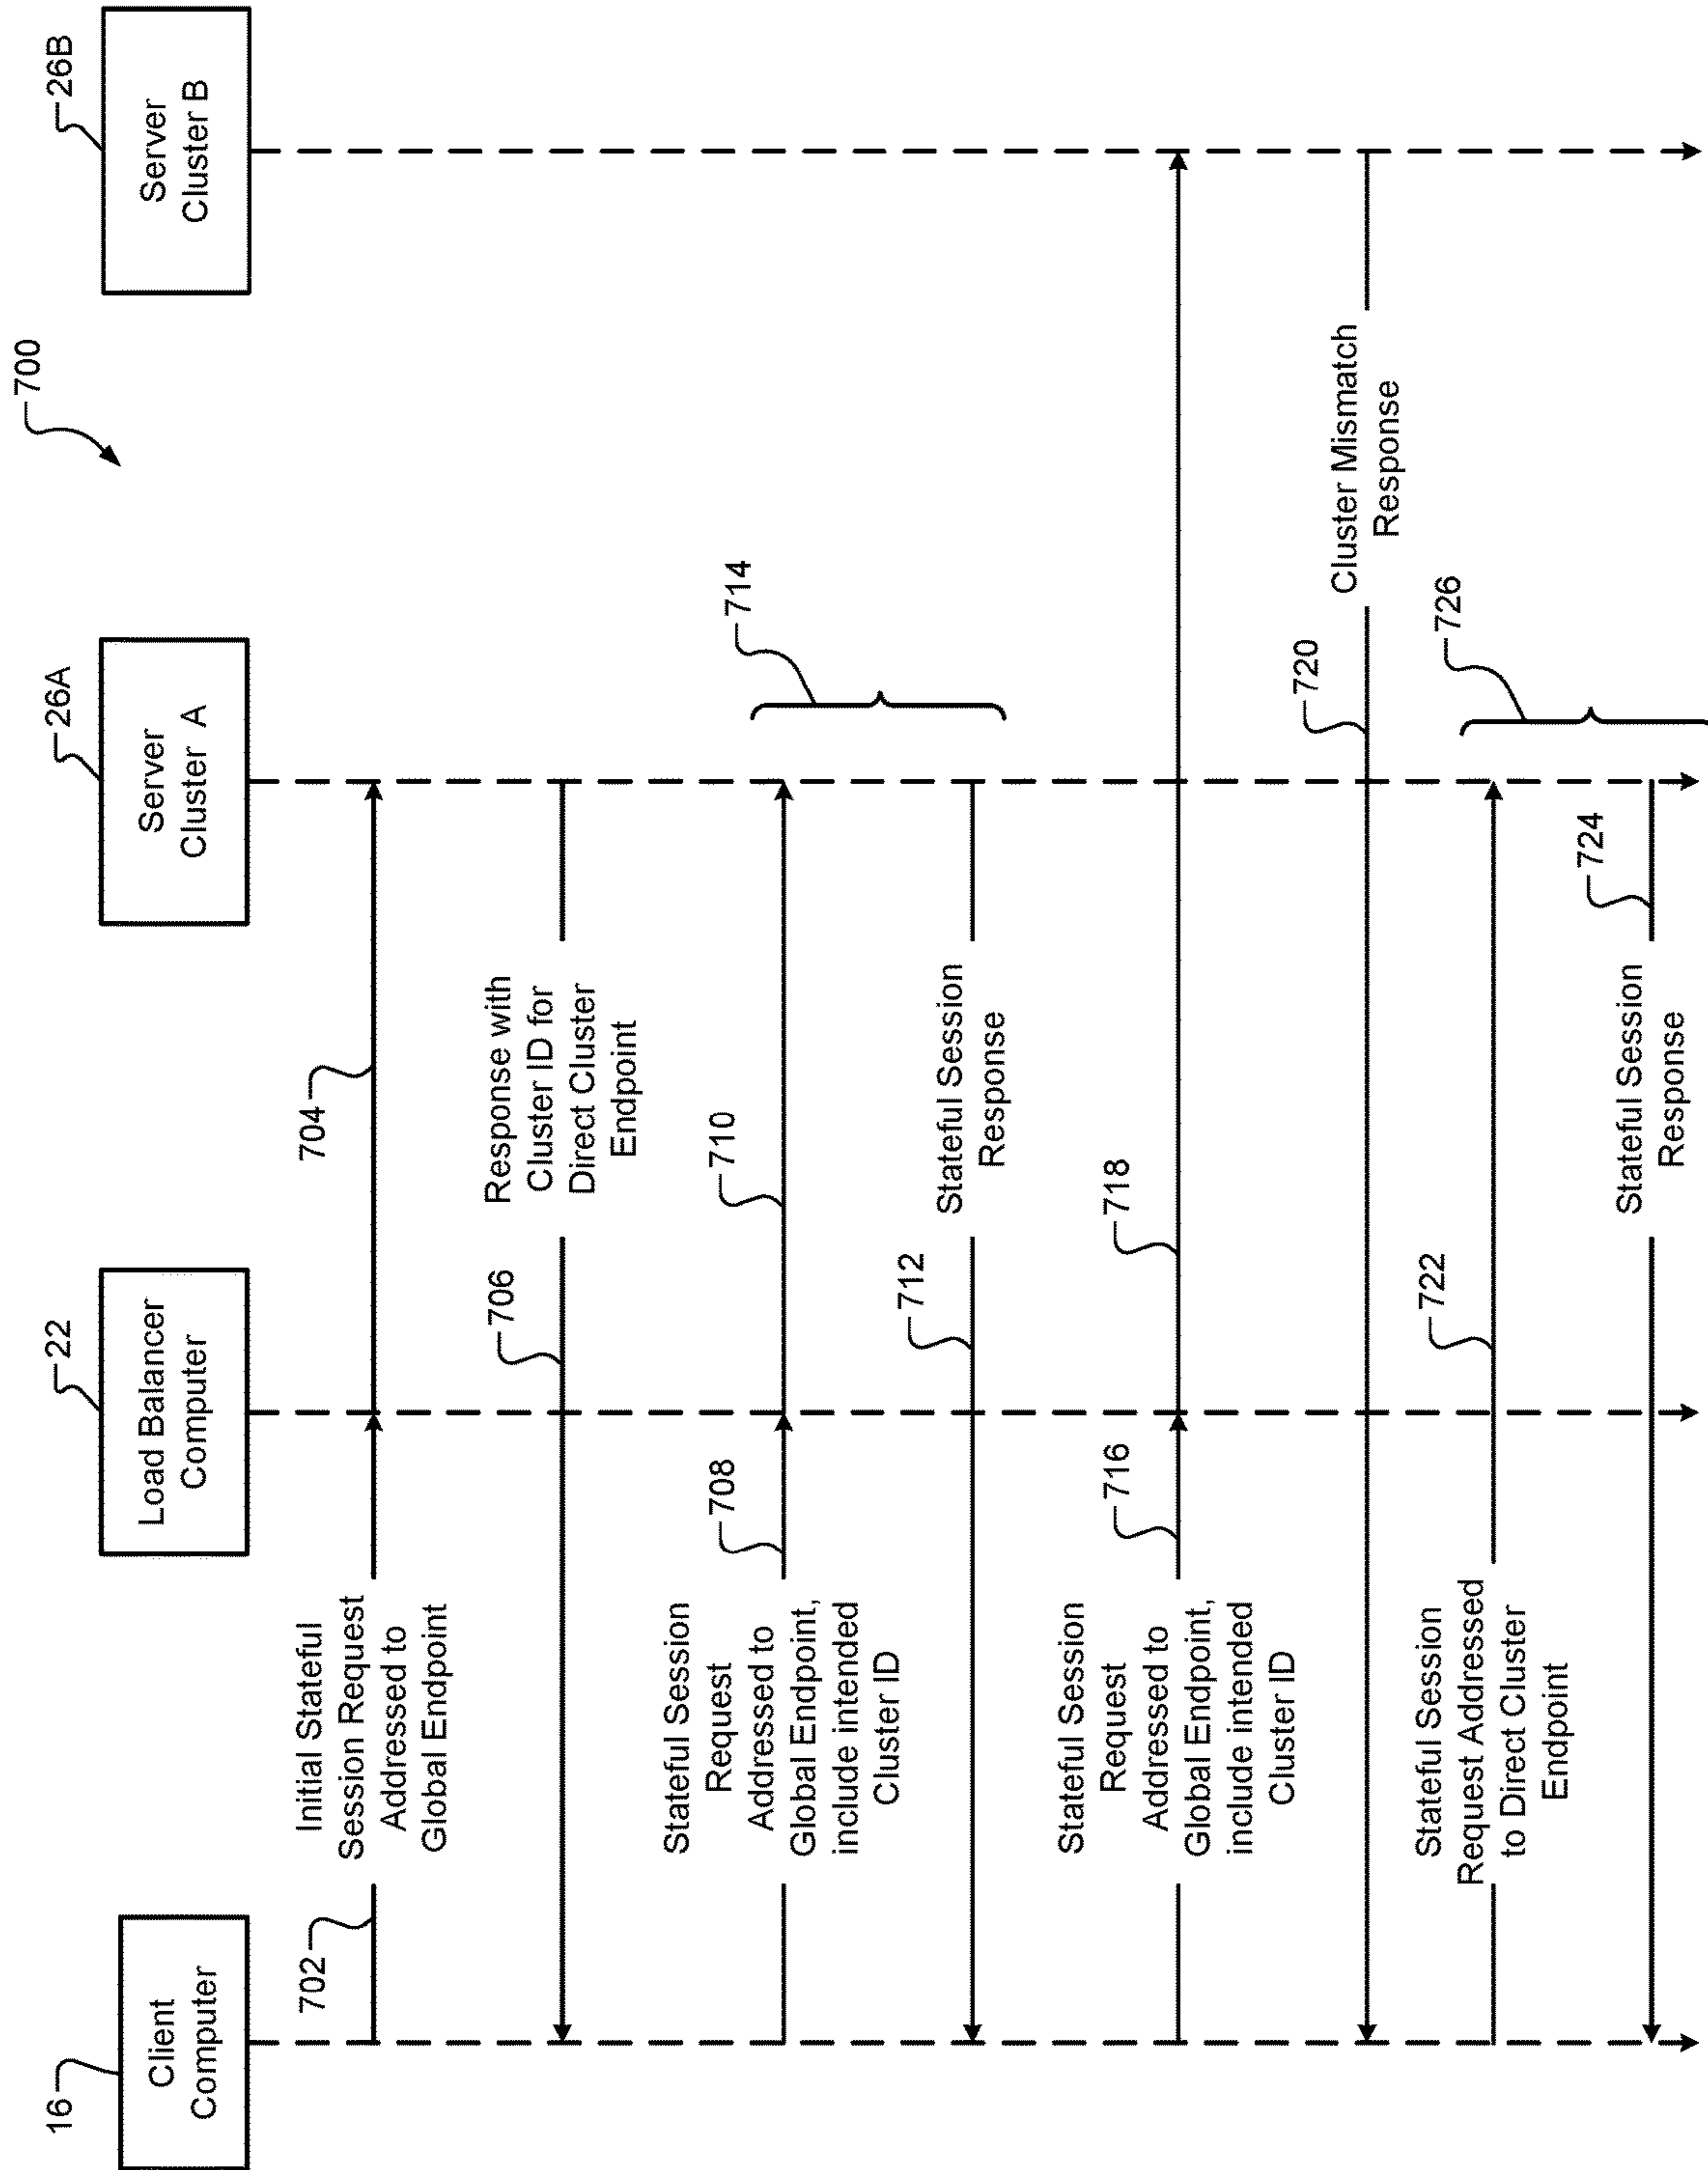 700
16
Client
Computer
22
Load Balancer
Computer
26A
Server
Cluster A
26B
Server
Cluster B
702
Initial Stateful
Session Request
Addressed to
Global Endpoint
704
706
Response with
Cluster ID for
Direct Cluster
Endpoint
Stateful Session
Request
Addressed to
Global Endpoint,
include intended
Cluster ID
708
710
714
712
Stateful Session
Response
Stateful Session
Request
Addressed to
Global Endpoint,
include intended
Cluster ID
716
718
720
Cluster Mismatch
Response
Stateful Session
Request Addressed
to Direct Cluster
Endpoint
722
726
Stateful Session
Response
724